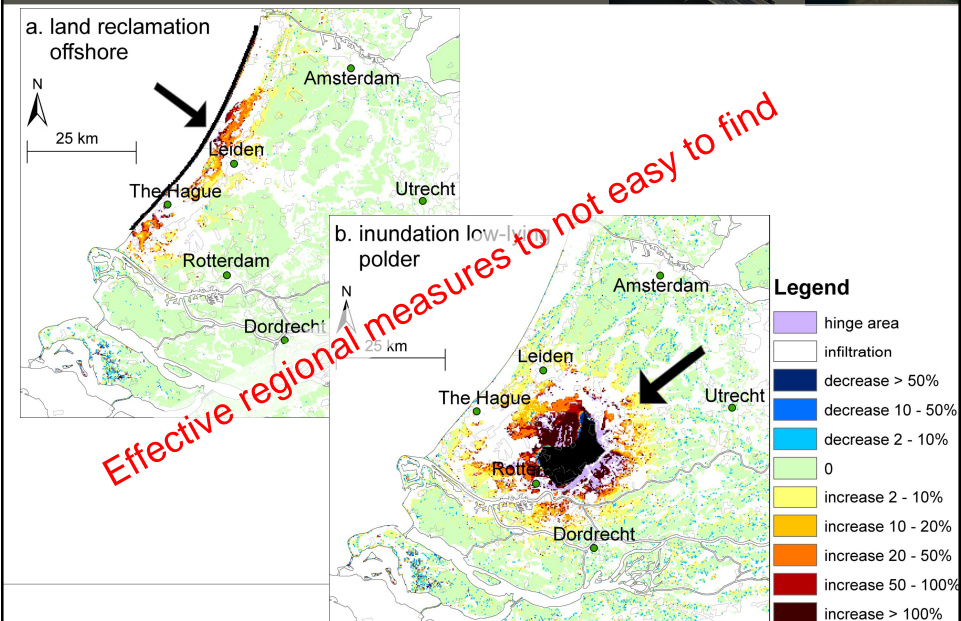 a. land reclamation
offshore
N
25 km
Amsterdam
Leiden
The Hague
Utrecht
Rotterdam
Dordrecht
Effective regional measures to not easy to find
b. inundation low-lying
polder
N
25 km
Amsterdam
Leiden
The Hague
Utrecht
Dordrecht
Legend
hinge area
infiltration
decrease > 50%
decrease 10 - 50%
decrease 2 - 10%
0
increase 2 - 10%
increase 10 - 20%
increase 20 - 50%
increase 50 - 100%
increase > 100%